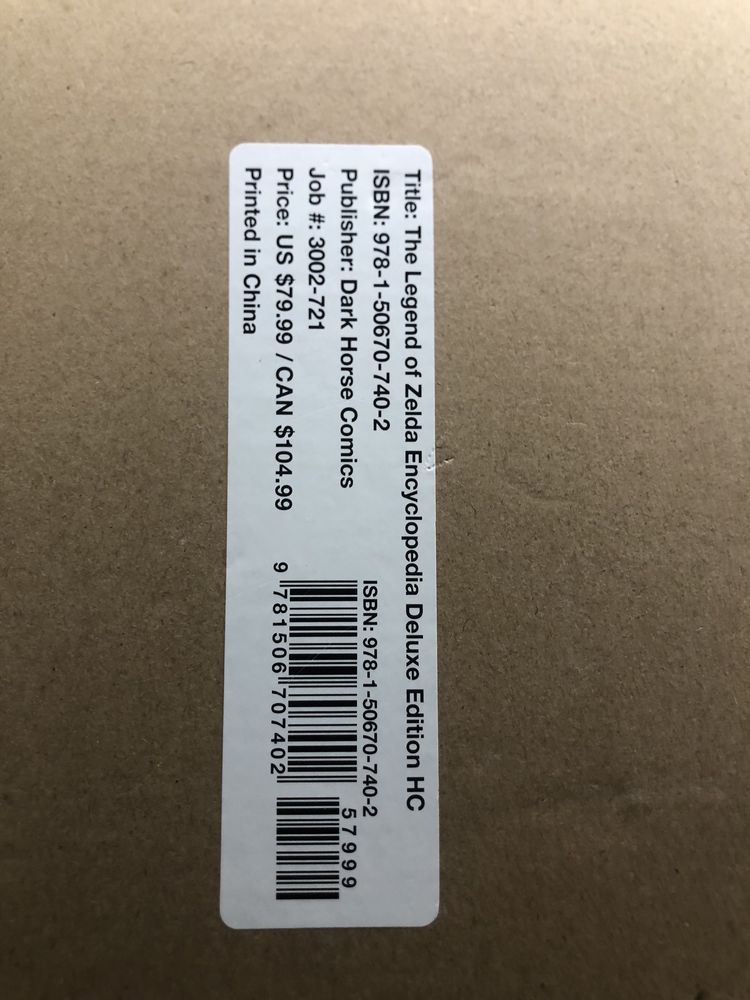 Title: The Legend of Zelda Encyclopedia Deluxe Edition HC
ISBN: 978-1-50670-740-2
Publisher: Dark Horse Comics
Job #: 3002-721
Price: US $79.99 / CAN $104.99
Printed in China
ISBN: 978-1-50670-740-2
57999
9 781506 707402